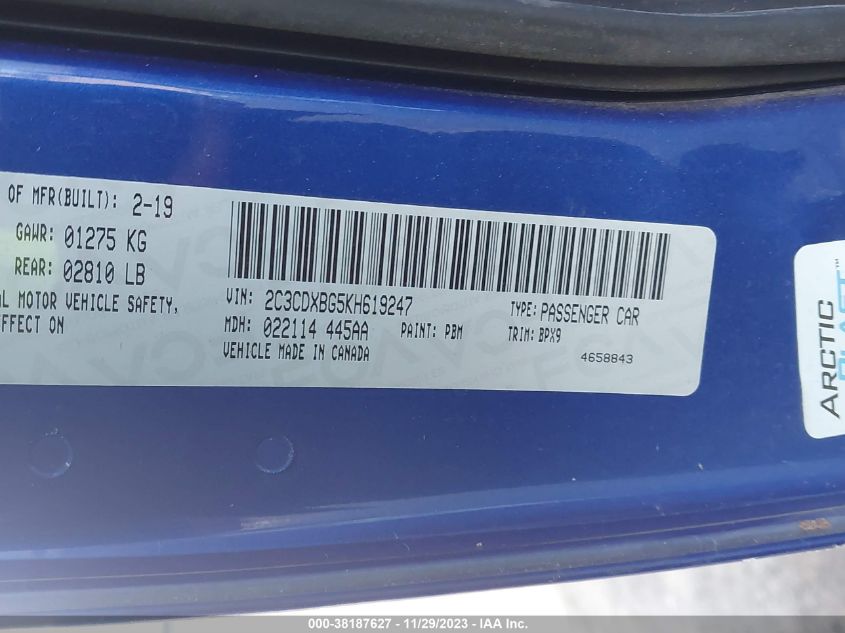 OF MFR(BUILT): 2-19
GAWR: 01275 KG
REAR: 02810 LB
MOTOR VEHICLE SAFETY,
EFFECT ON
VIN: 2C3CDXBG5KH619247 TYPE: PASSENGER CAR
MDH: 022114 445AA PAINT: PBM TRIM: BPX9
VEHICLE MADE IN CANADA 4658843
ARCTIC
000-38187627 - 11/29/2023 - IAA Inc.